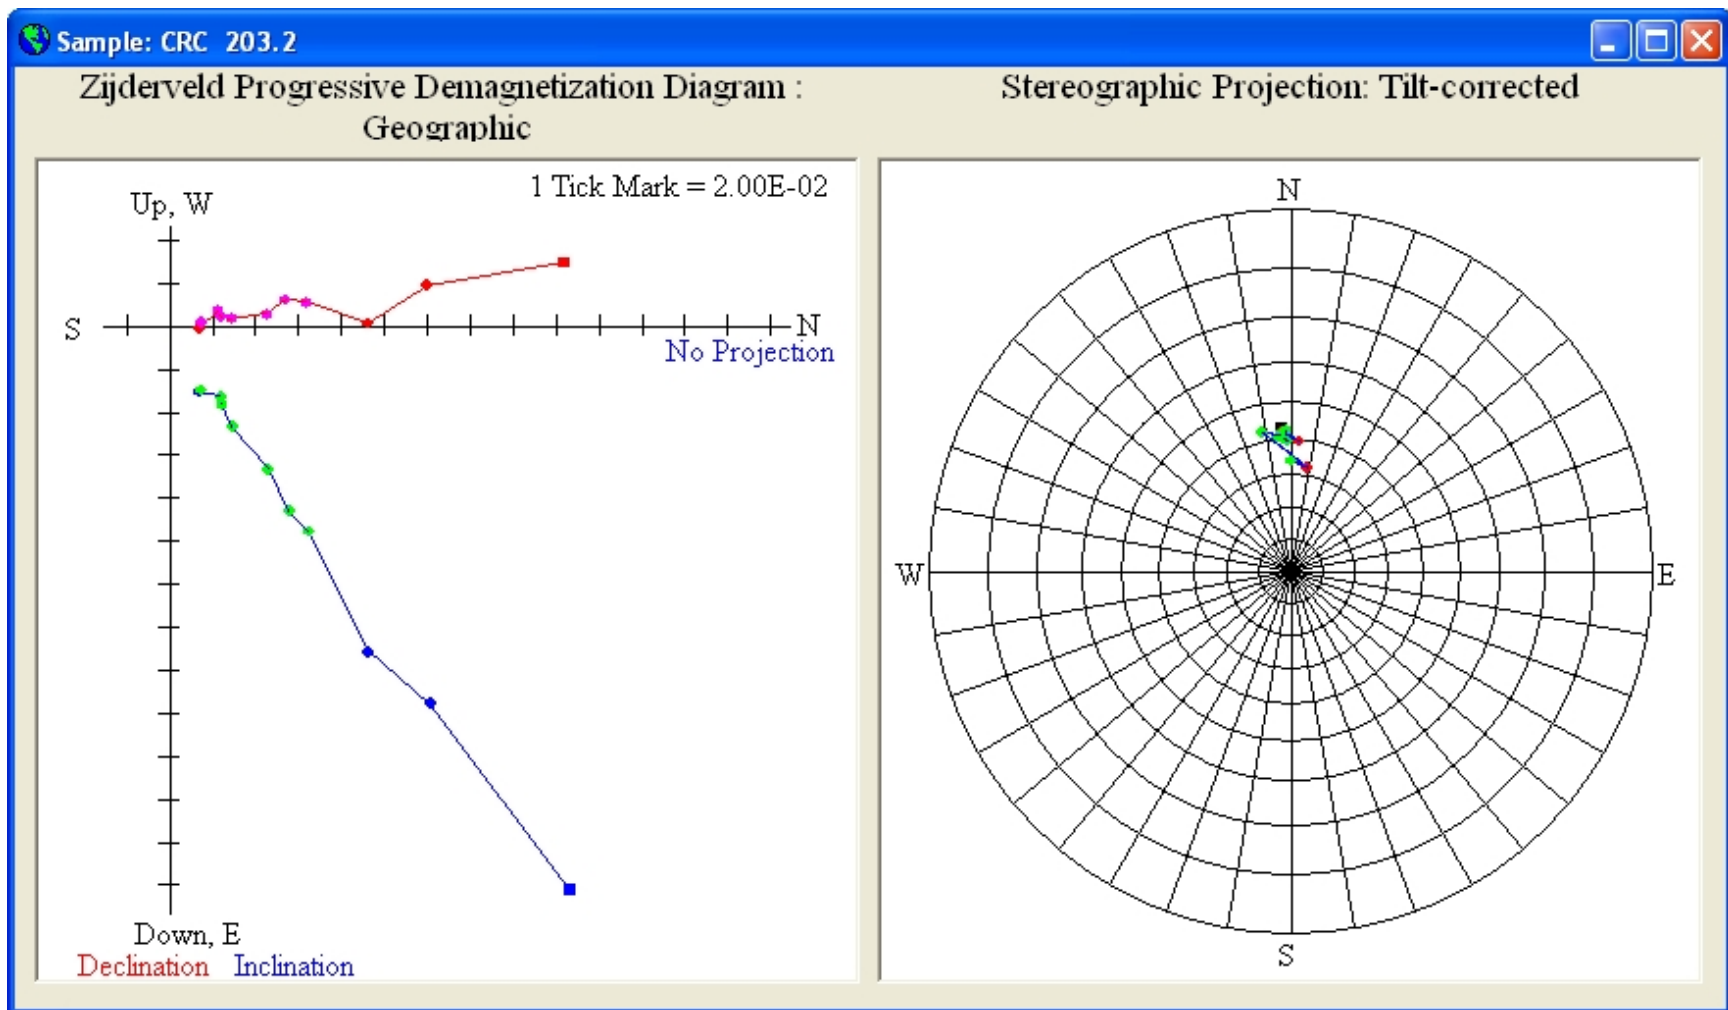 Sample: CRC 203.2
Zijderveld Progressive Demagnetization Diagram :
Geographic
1 Tick Mark = 2.00E-02
Up, W
S
N
No Projection
Down, E
Declination Inclination
Stereographic Projection: Tilt-corrected
N
W
E
S